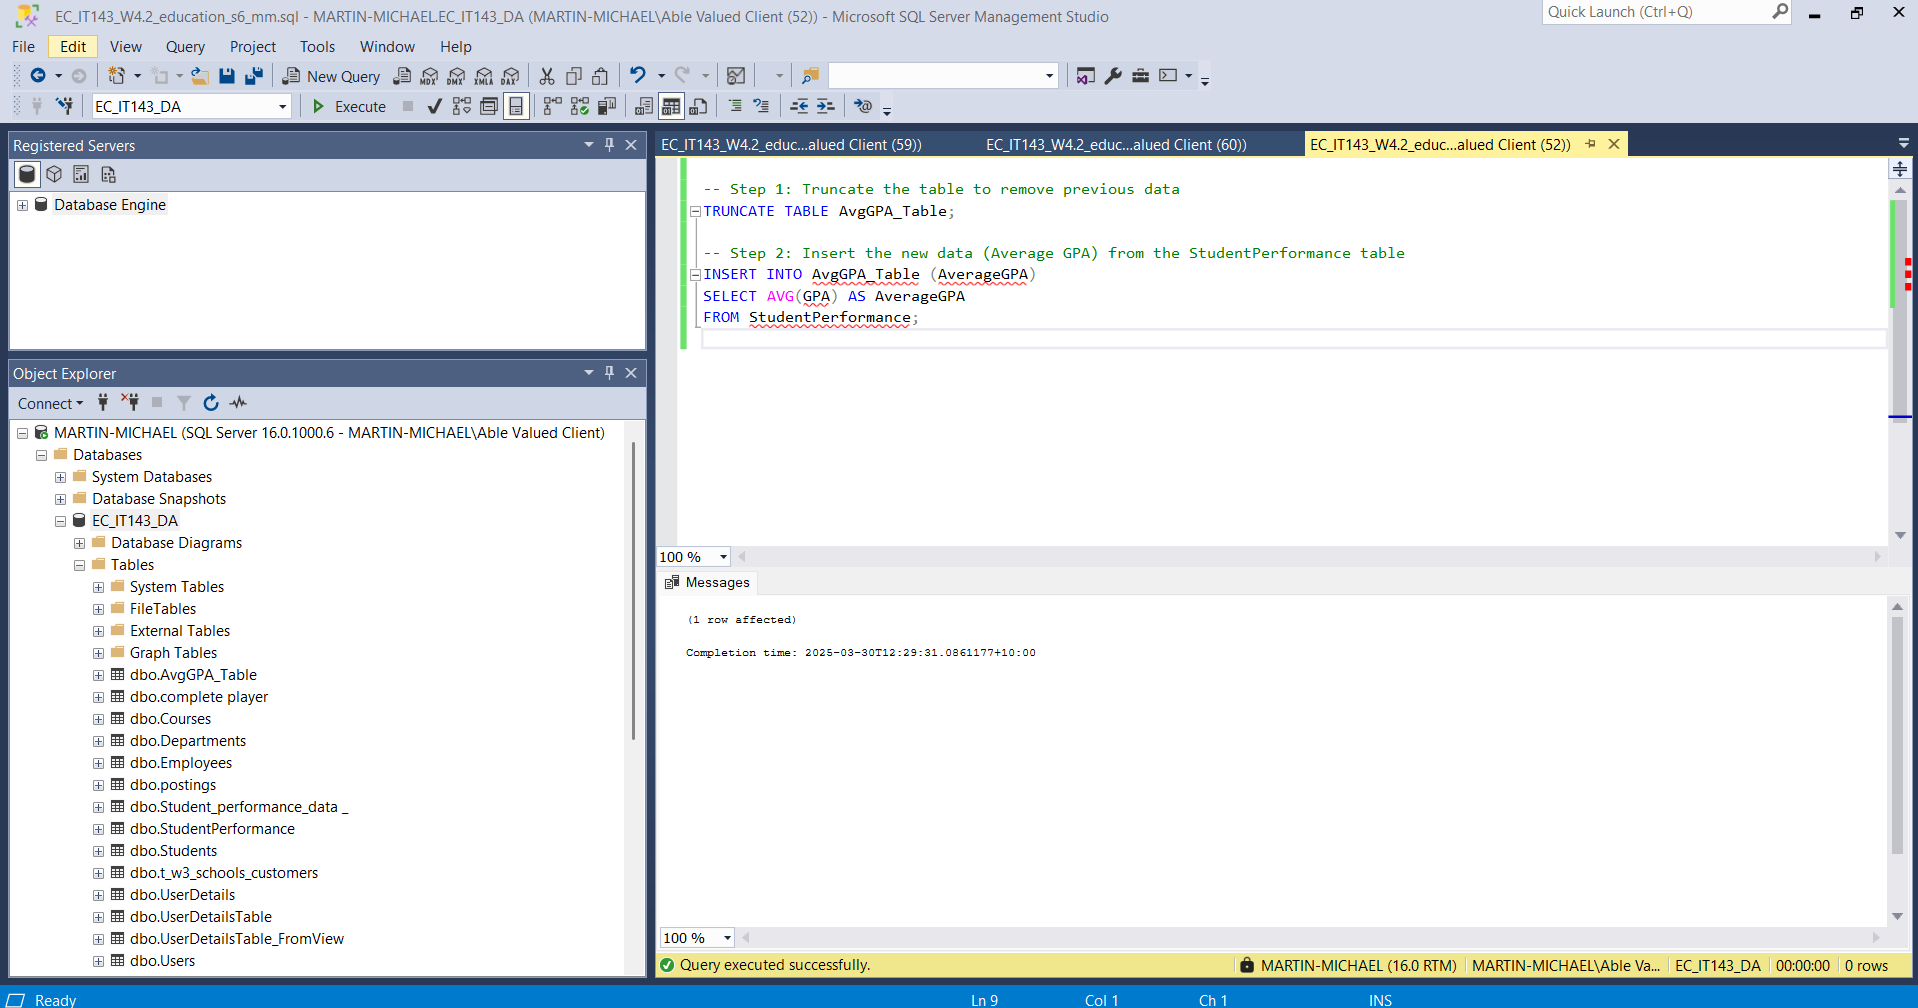 EC_IT143_W4.2_education_s6_mm.sql - MARTIN-MICHAEL.EC_IT143_DA (MARTIN-MICHAEL\Able Valued Client (52)) - Microsoft SQL Server Management Studio
Quick Launch (Ctrl+Q)
File Edit View Query Project Tools Window Help
New Query MDX DMX XMLA DAX
EC_IT143_DA Execute
Registered Servers
Database Engine
Object Explorer
Connect
MARTIN-MICHAEL (SQL Server 16.0.1000.6 - MARTIN-MICHAEL\Able Valued Client)
Databases
System Databases
Database Snapshots
EC_IT143_DA
Database Diagrams
Tables
System Tables
FileTables
External Tables
Graph Tables
dbo.AvgGPA_Table
dbo.complete player
dbo.Courses
dbo.Departments
dbo.Employees
dbo.postings
dbo.Student_performance_data _
dbo.StudentPerformance
dbo.Students
dbo.t_w3_schools_customers
dbo.UserDetails
dbo.UserDetailsTable
dbo.UserDetailsTable_FromView
dbo.Users
EC_IT143_W4.2_educ...alued Client (59)) EC_IT143_W4.2_educ...alued Client (60)) EC_IT143_W4.2_educ...alued Client (52))
-- Step 1: Truncate the table to remove previous data
TRUNCATE TABLE AvgGPA_Table;
-- Step 2: Insert the new data (Average GPA) from the StudentPerformance table
INSERT INTO AvgGPA_Table (AverageGPA)
SELECT AVG(GPA) AS AverageGPA
FROM StudentPerformance;
100 %
Messages
(1 row affected)
Completion time: 2025-03-30T12:29:31.0861177+10:00
100 %
Query executed successfully. MARTIN-MICHAEL (16.0 RTM) MARTIN-MICHAEL\Able Va... EC_IT143_DA 00:00:00 0 rows
Ready Ln 9 Col 1 Ch 1 INS